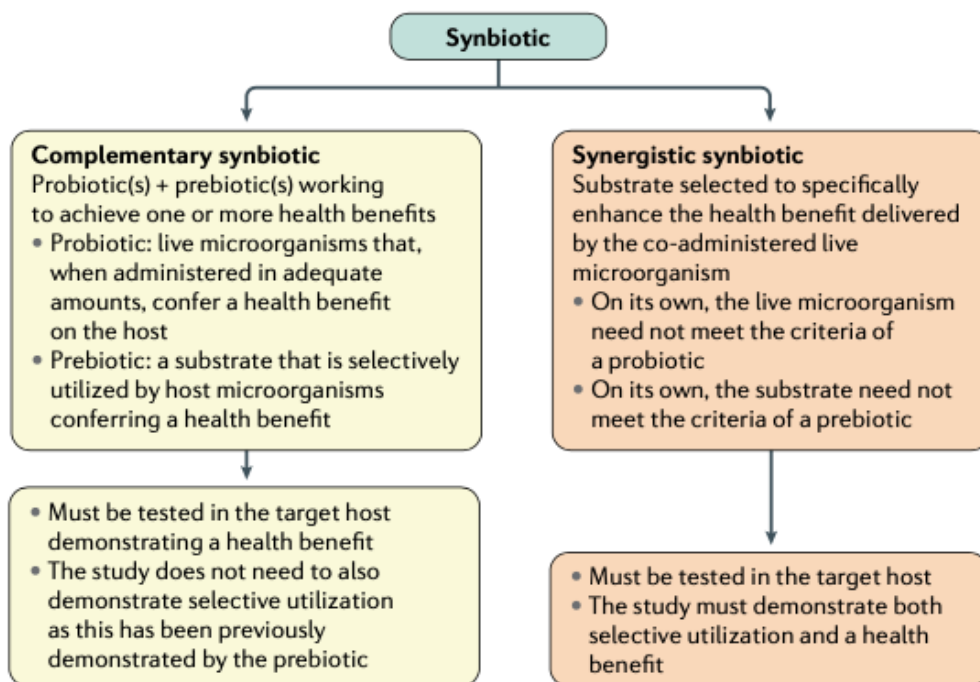 Synbiotic
Complementary synbiotic
Probiotic(s) + prebiotic(s) working
to achieve one or more health benefits
• Probiotic: live microorganisms that,
when administered in adequate
amounts, confer a health benefit
on the host
• Prebiotic: a substrate that is selectively
utilized by host microorganisms
conferring a health benefit
Synergistic synbiotic
Substrate selected to specifically
enhance the health benefit delivered
by the co-administered live
microorganism
• On its own, the live microorganism
need not meet the criteria of
a probiotic
• On its own, the substrate need not
meet the criteria of a prebiotic
• Must be tested in the target host
demonstrating a health benefit
• The study does not need to also
demonstrate selective utilization
as this has been previously
demonstrated by the prebiotic
• Must be tested in the target host
• The study must demonstrate both
selective utilization and a health
benefit